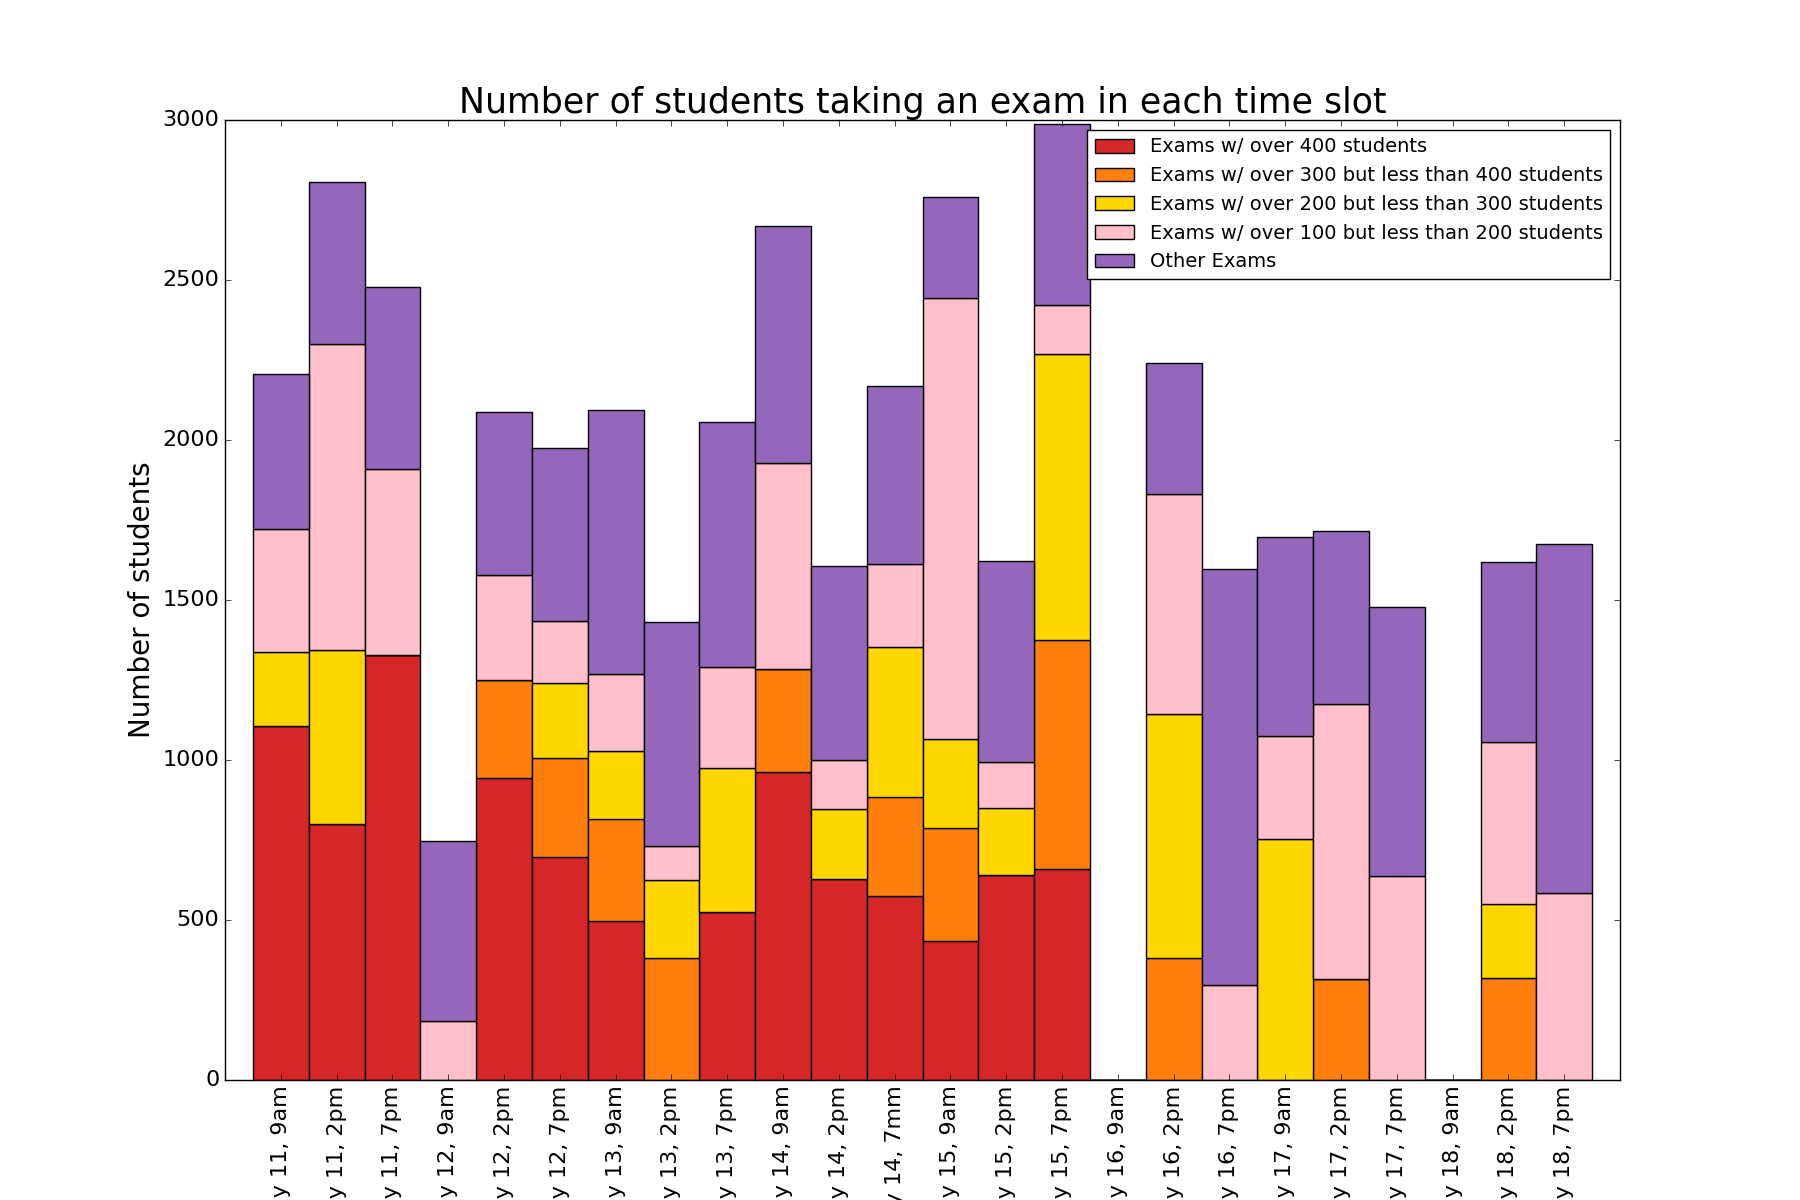 Number of students taking an exam in each time slot
Number of students
3000
2500
2000
1500
1000
500
0
Exams w/ over 400 students
Exams w/ over 300 but less than 400 students
Exams w/ over 200 but less than 300 students
Exams w/ over 100 but less than 200 students
Other Exams
y 11, 9am
y 11, 2pm
y 11, 7pm
y 12, 9am
y 12, 2pm
y 12, 7pm
y 13, 9am
y 13, 2pm
y 13, 7pm
y 14, 9am
y 14, 2pm
y 14, 7mm
y 15, 9am
y 15, 2pm
y 15, 7pm
y 16, 9am
y 16, 2pm
y 16, 7pm
y 17, 9am
y 17, 2pm
y 17, 7pm
y 18, 9am
y 18, 2pm
y 18, 7pm